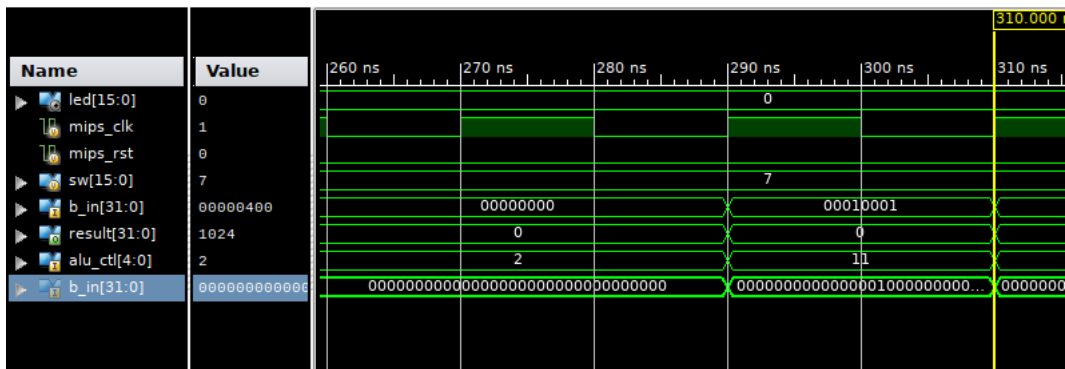 310.000
Name Value 260 ns 270 ns 280 ns 290 ns 300 ns 310 ns
led[15:0] 0 0
mips_clk 1
mips_rst 0
sw[15:0] 7 7
b_in[31:0] 00000400 00000000 00010001
result[31:0] 1024 0 0
alu_ctl[4:0] 2 2 11
b_in[31:0] 000000000000 00000000000000000000000000000000 0000000000000001000000000... 0000000